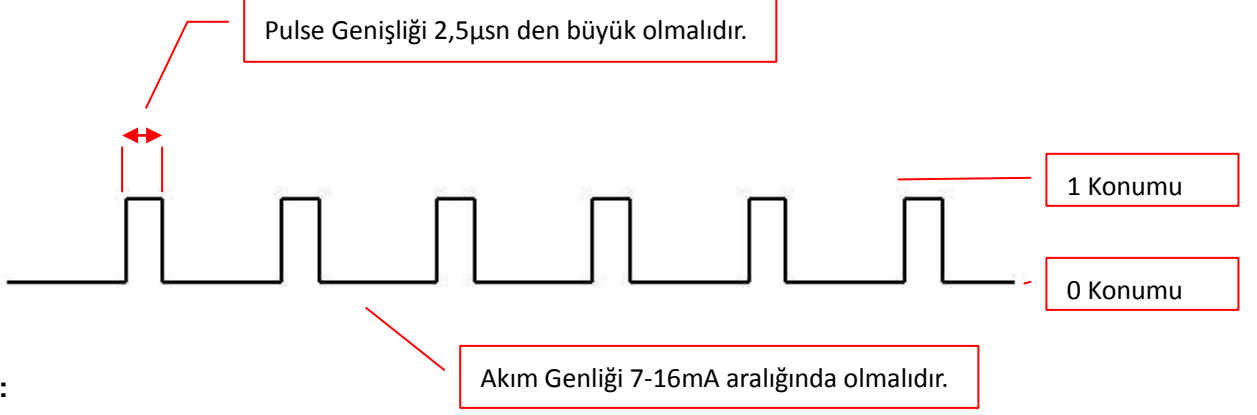 Pulse Genişliği 2,5µsn den büyük olmalıdır.
1 Konumu
0 Konumu
Akım Genliği 7-16mA aralığında olmalıdır.
: